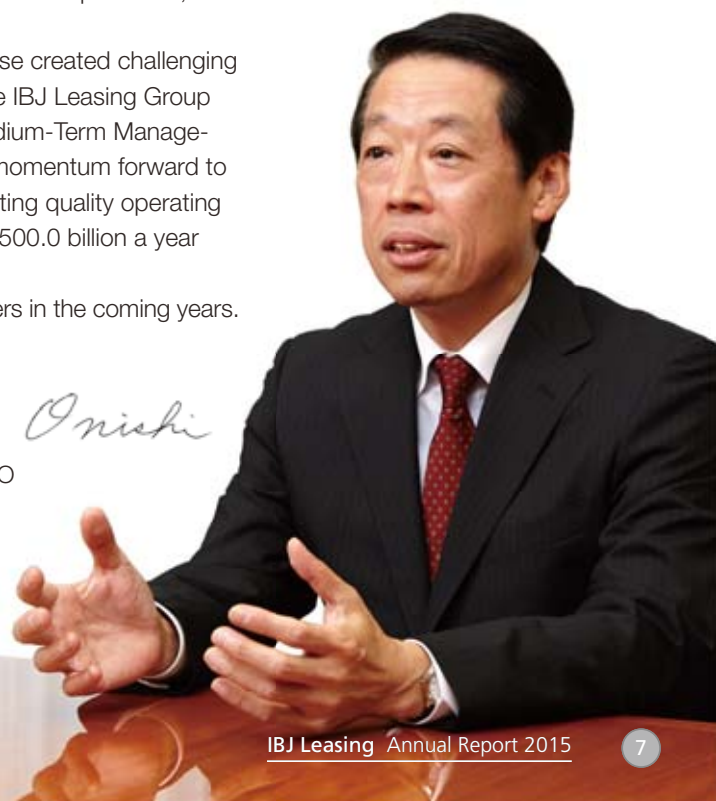 se created challenging
e IBJ Leasing Group
dium-Term Manage-
momentum forward to
ting quality operating
500.0 billion a year
ers in the coming years.
Onishi
O
IBJ Leasing Annual Report 2015 7